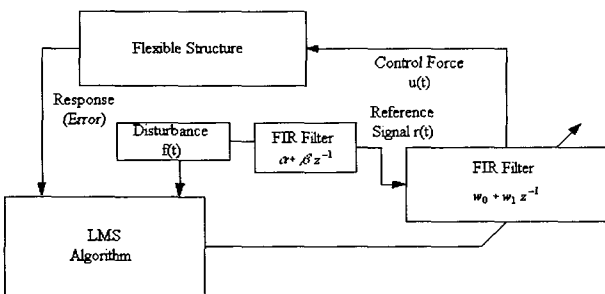 Flexible Structure
Control Force
u(t)
Response
(Error)
Reference
Signal r(t)
Disturbance
f(t)
FIR Filter
α + β z⁻¹
FIR Filter
w₀ + w₁ z⁻¹
LMS
Algorithm